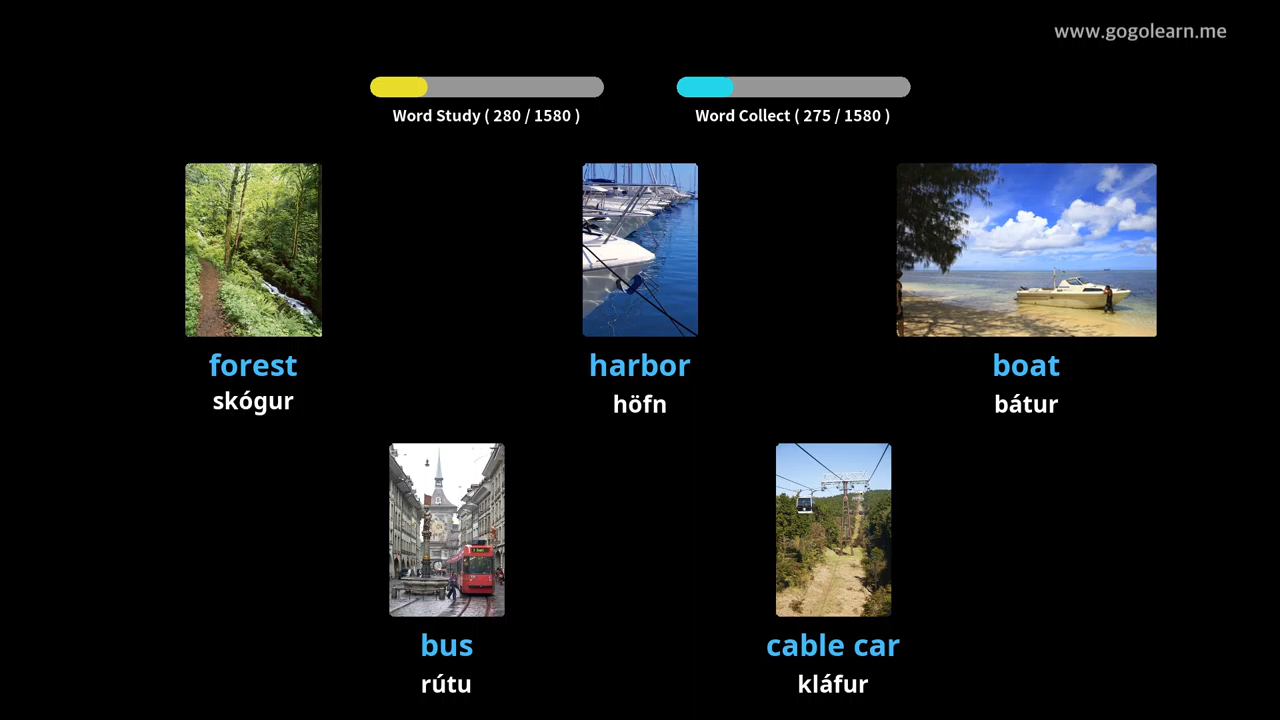 www.gogolearn.me
Word Study ( 280 / 1580 )
Word Collect ( 275 / 1580 )
forest
skógur
harbor
höfn
boat
bátur
bus
rútu
cable car
kláfur